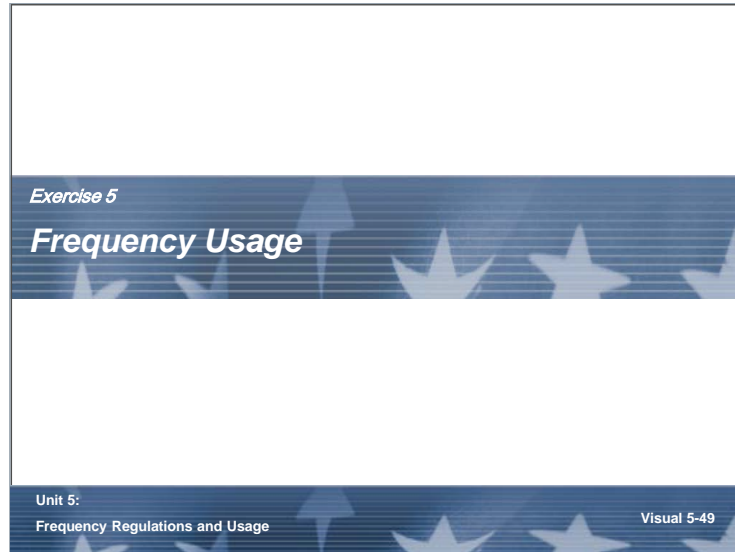 Exercise 5
Frequency Usage
Unit 5:
Frequency Regulations and Usage
Visual 5-49